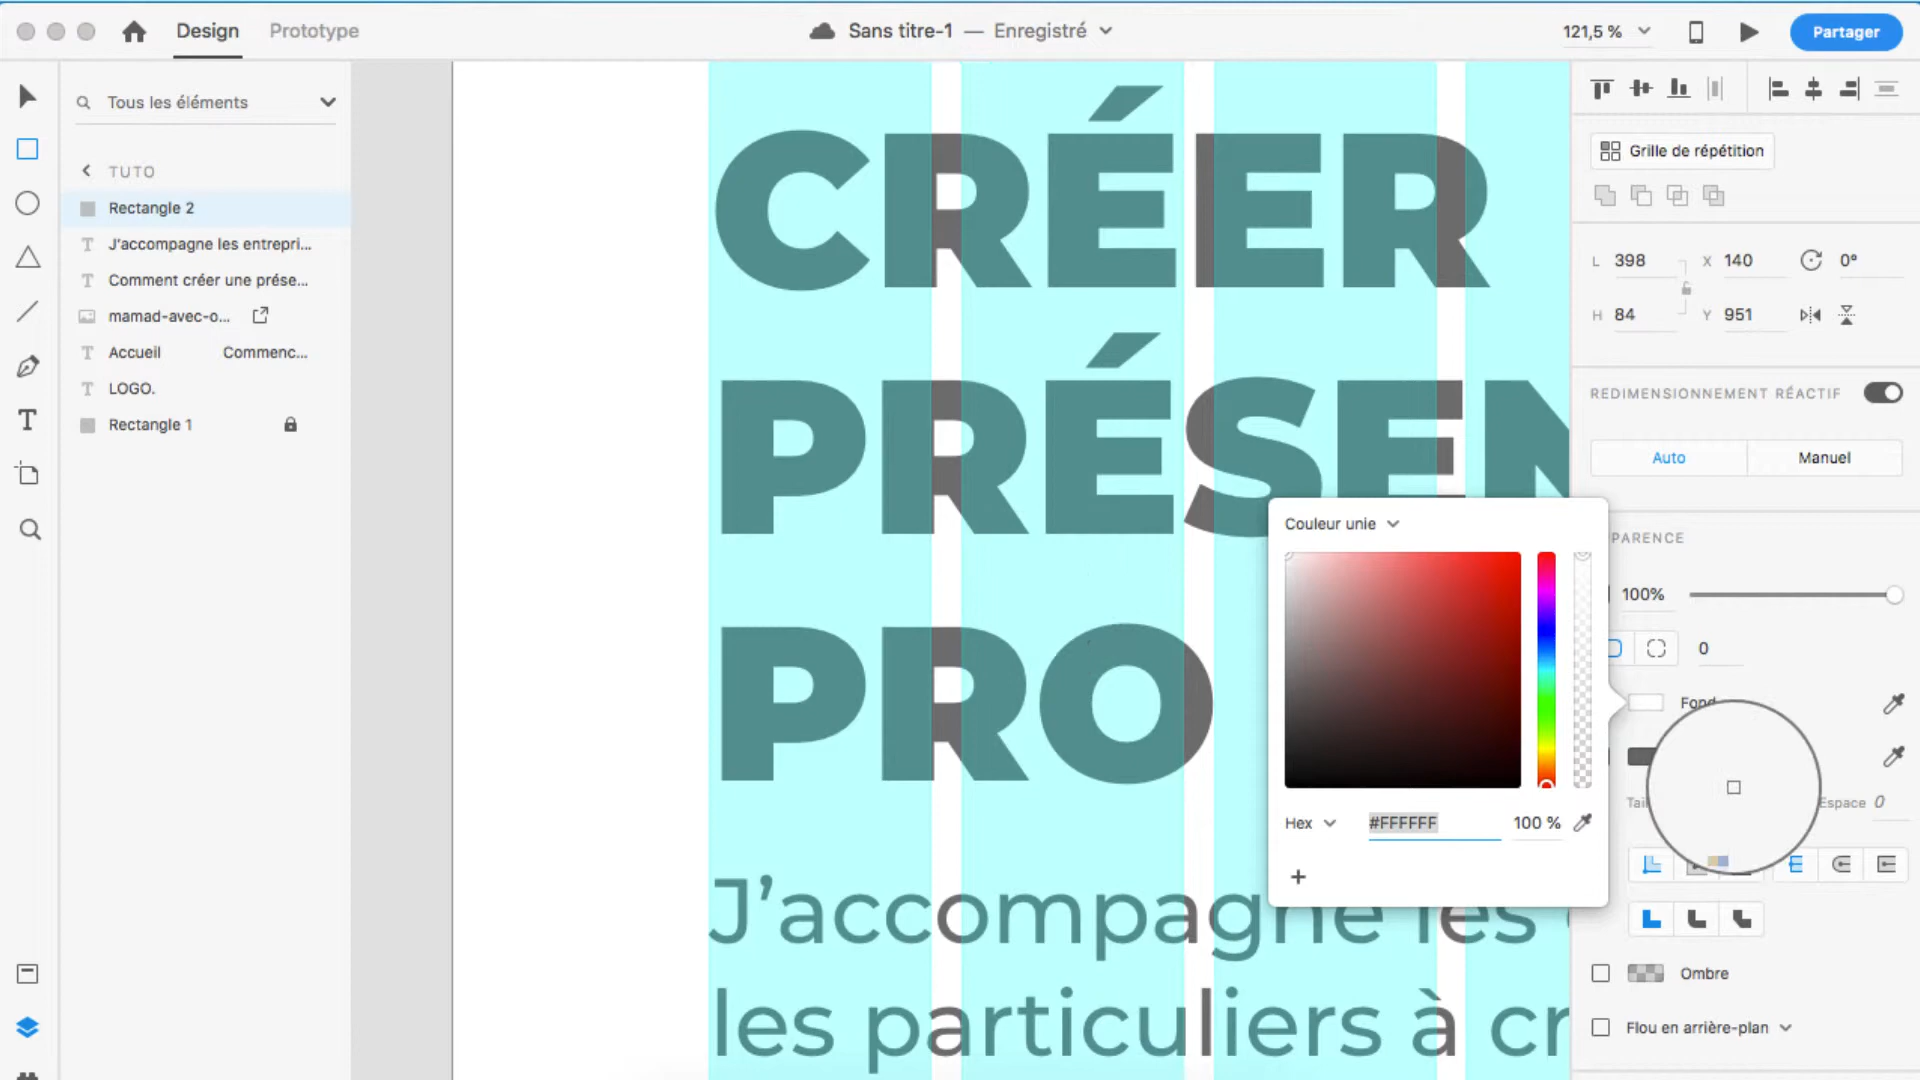 Design
Prototype
Sans titre-1 — Enregistré
121,5 %
Partager
Tous les éléments
TUTO
Rectangle 2
J'accompagne les entrepri...
Comment créer une prése...
mamad-avec-o...
Accueil Commenc...
LOGO.
Rectangle 1
CRÉER
PRÉSEN
PRO
J’accompagne les
les particuliers à cr
Grille de répétition
L 398 X 140 0°
H 84 Y 951
REDIMENSIONNEMENT RÉACTIF
Auto Manuel
PARENCE
100%
0
Fond
Tail
Espace 0
Ombre
Flou en arrière-plan
Couleur unie
Hex #FFFFFF 100 %